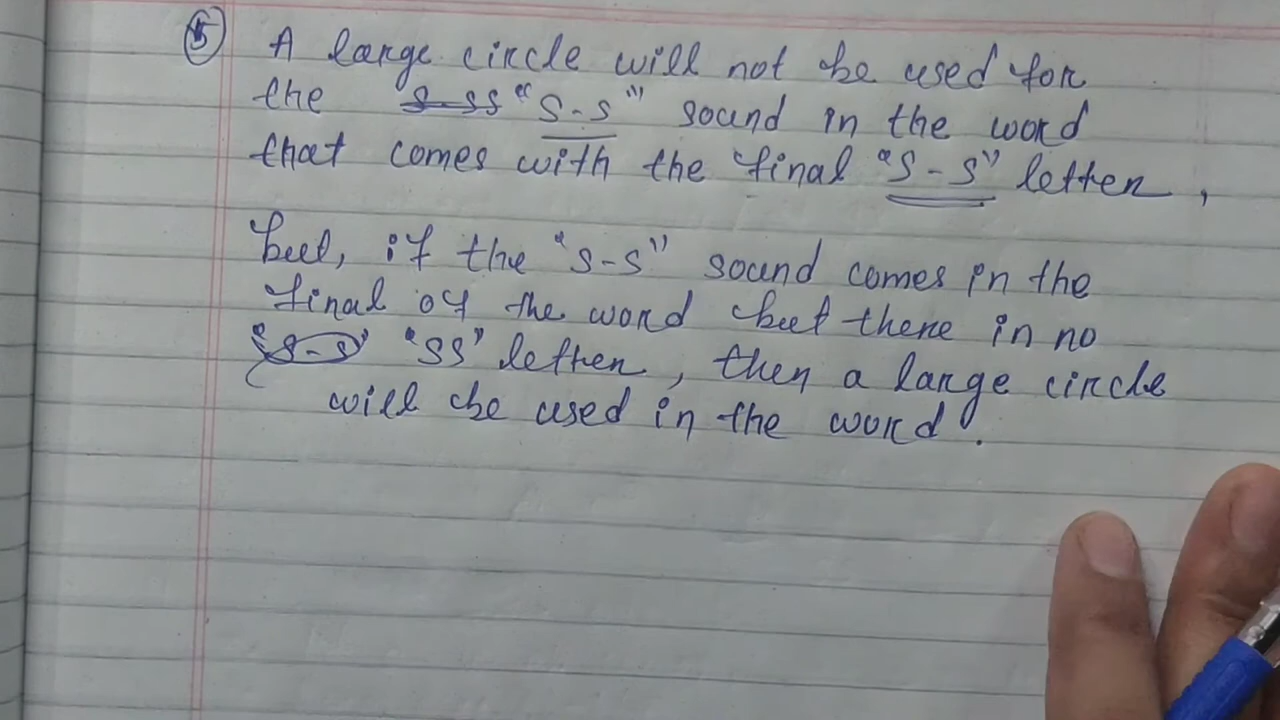 ⑤ A large circle will not be used for
the "S-S" sound in the word
that comes with the final "S-S" letter,
but, if the "s-s" sound comes in the
final of the word but there in no
'SS' letter, then a large circle
will be used in the word.